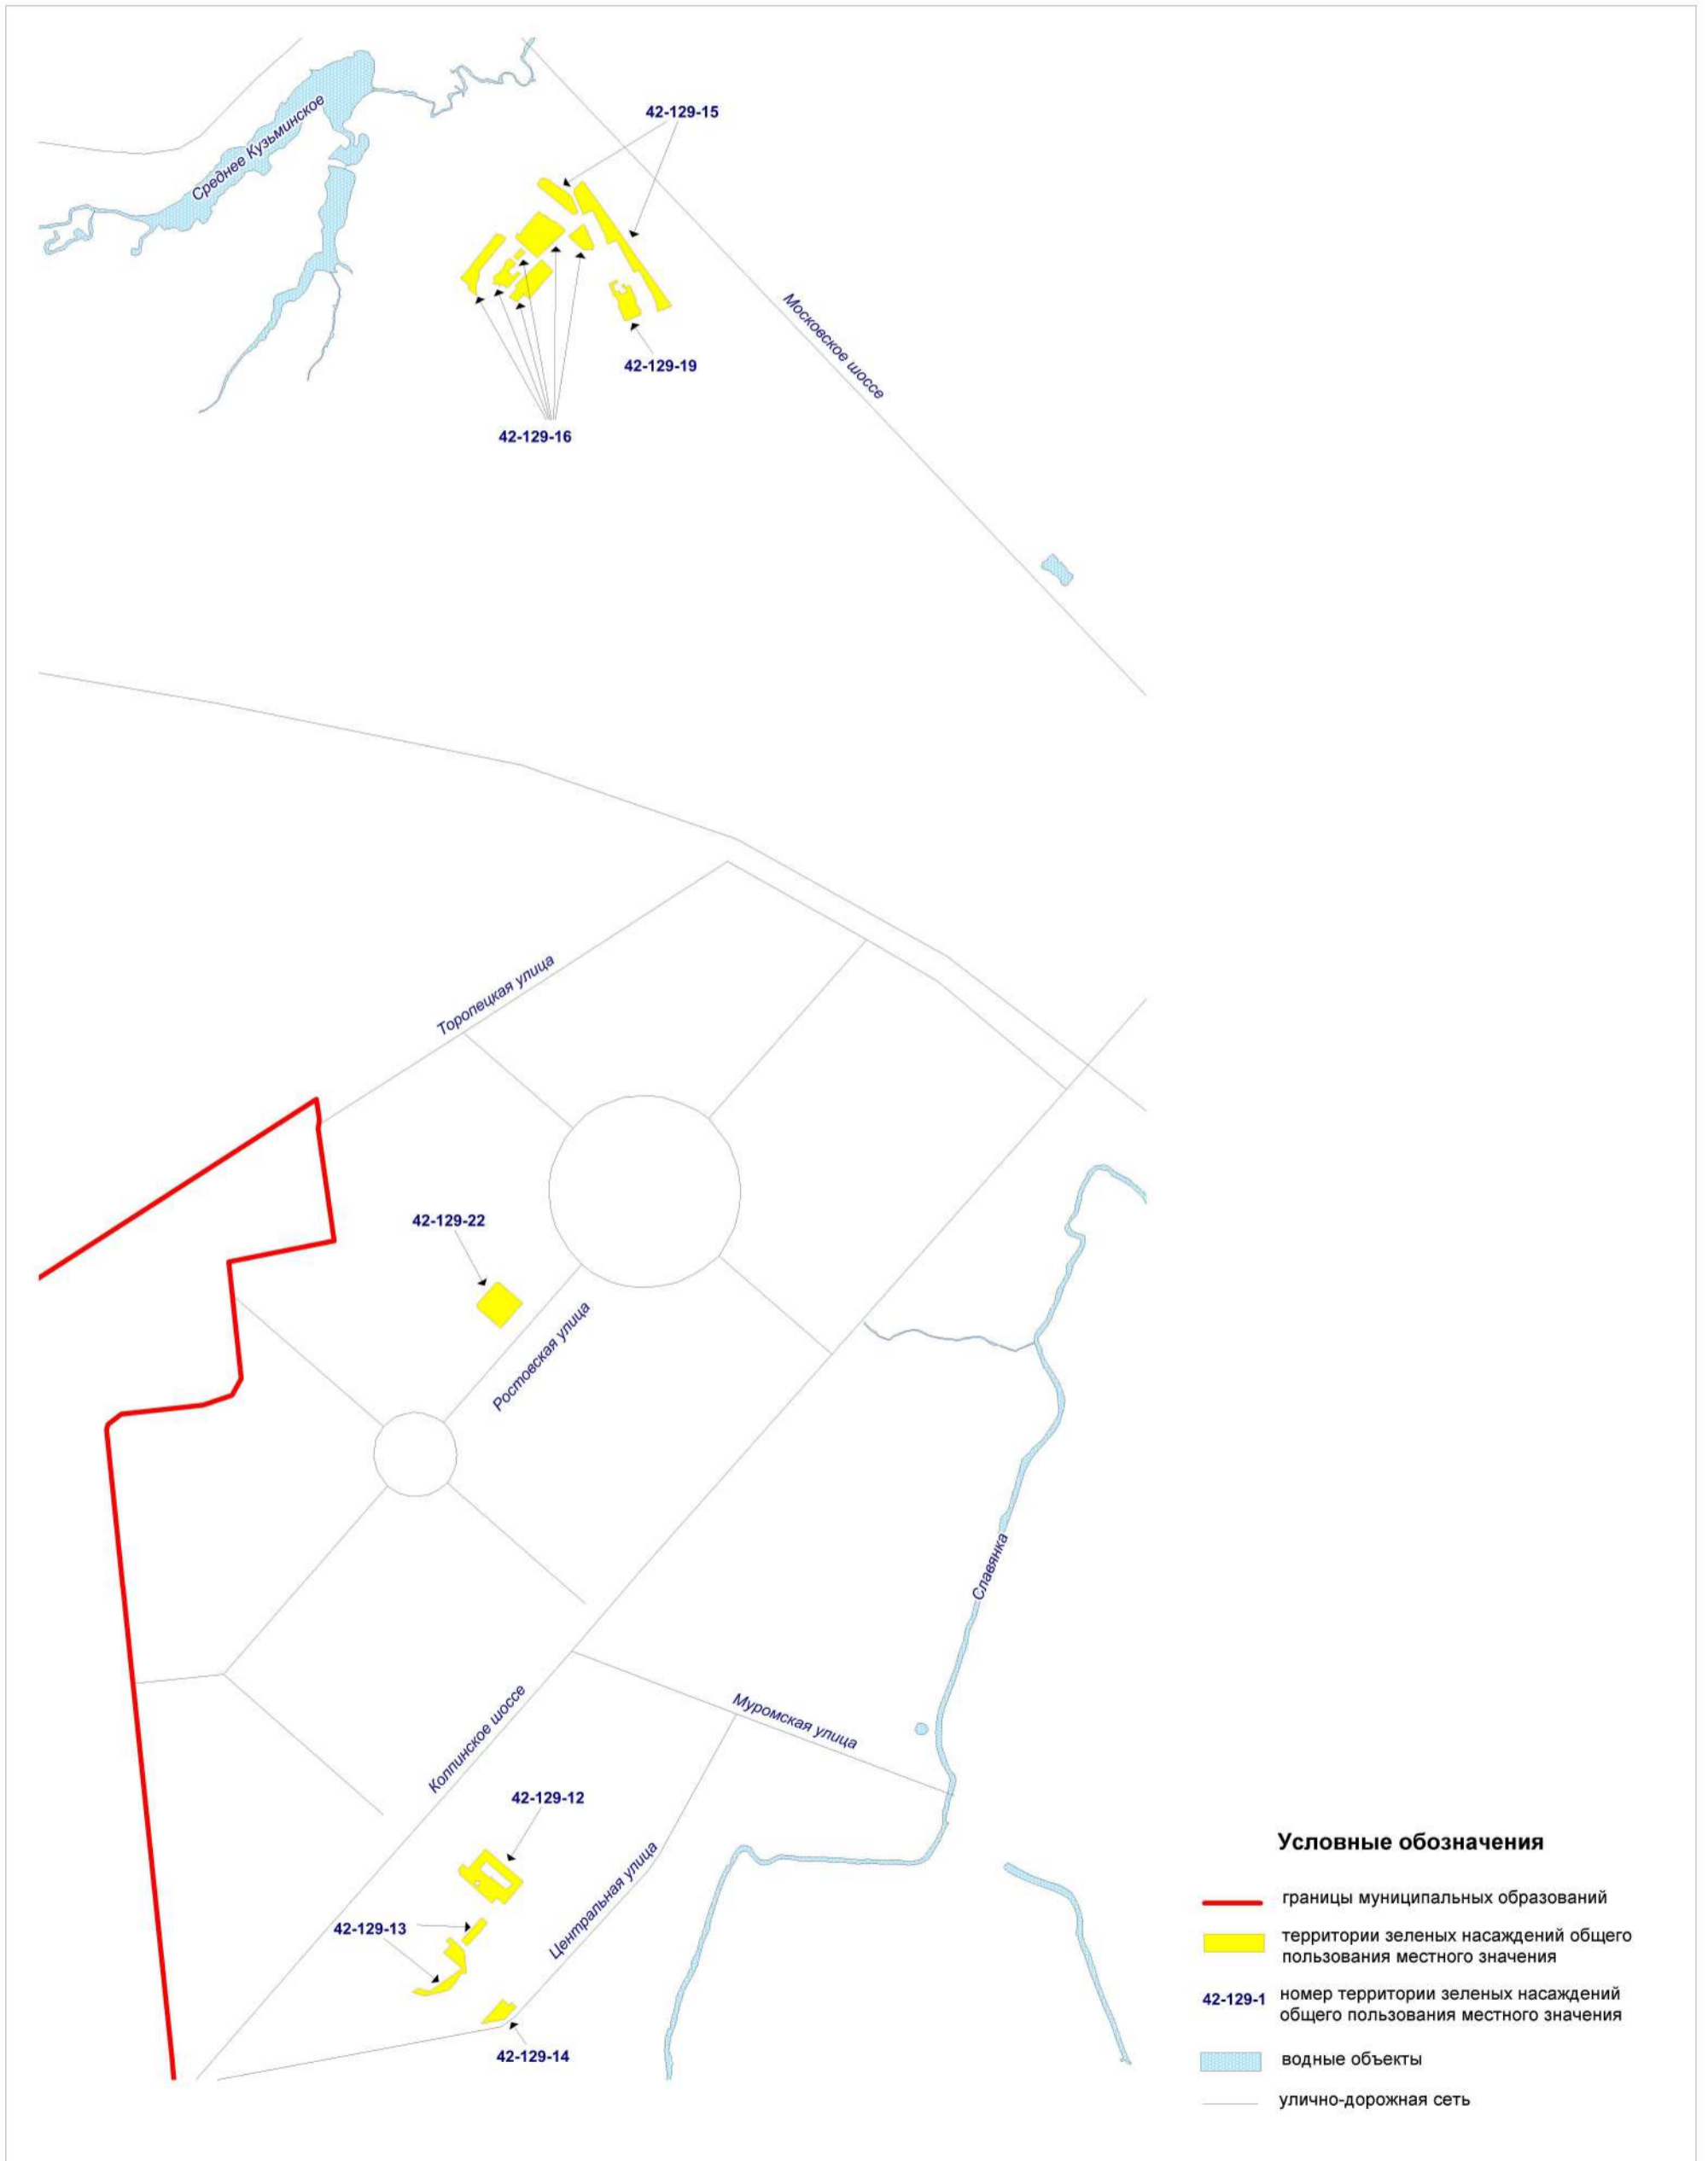 42-129-15
Среднее Кузьминское
Московское шоссе
42-129-19
42-129-16
Торопецкая улица
42-129-22
Ростовская улица
Славянка
Колпинское шоссе
Муромская улица
42-129-12
Центральная улица
42-129-13
42-129-14
Условные обозначения
границы муниципальных образований
территории зеленых насаждений общего
пользования местного значения
42-129-1 номер территории зеленых насаждений
общего пользования местного значения
водные объекты
улично-дорожная сеть